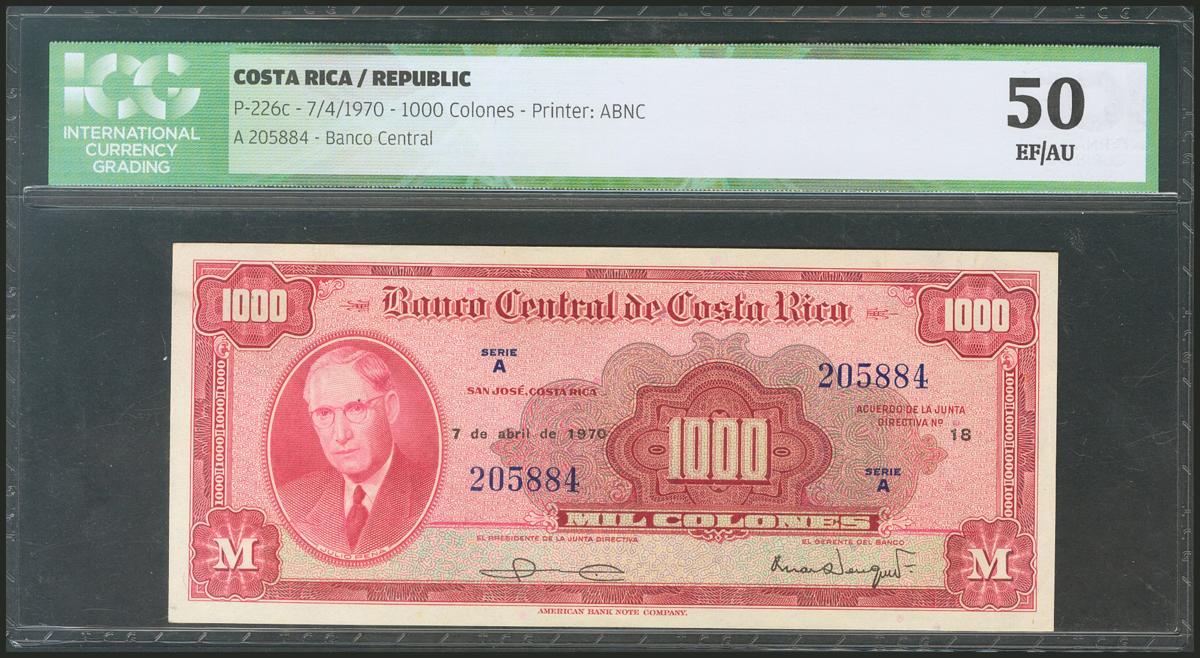 ICG
INTERNATIONAL
CURRENCY
GRADING
COSTA RICA / REPUBLIC
P-226c - 7/4/1970 - 1000 Colones - Printer: ABNC
A 205884 - Banco Central
50
EF/AU
1000
Banco Central de Costa Rica
1000
SERIE
A
205884
SAN JOSÉ, COSTA RICA
ACUERDO DE LA JUNTA
DIRECTIVA Nº 18
7 de abril de 1970
1000
205884
SERIE
A
MIL COLONES
EL PRESIDENTE DE LA JUNTA DIRECTIVA
EL GERENTE DEL BANCO
JULIO PEÑA
M
M
AMERICAN BANK NOTE COMPANY.